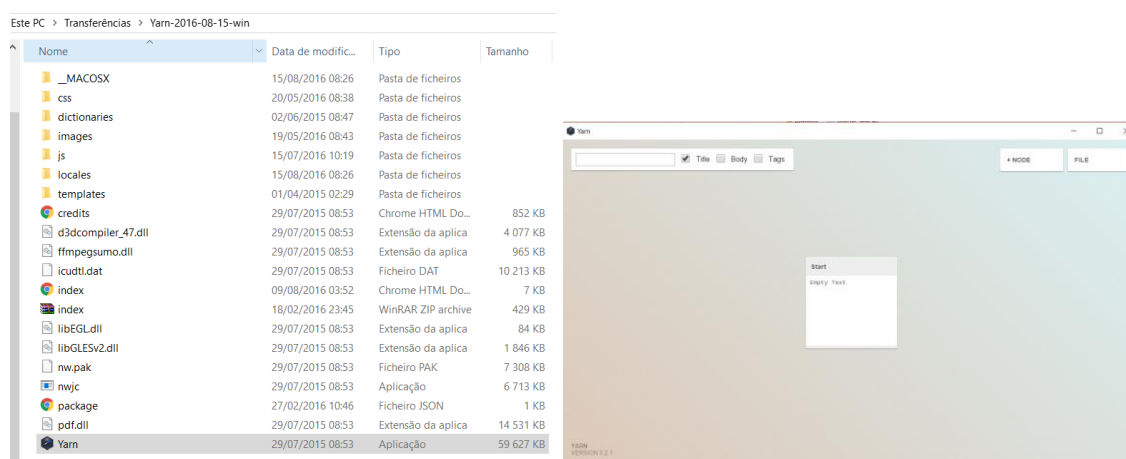 Este PC > Transferências > Yarn-2016-08-15-win
Nome Data de modific... Tipo Tamanho
__MACOSX 15/08/2016 08:26 Pasta de ficheiros
css 20/05/2016 08:38 Pasta de ficheiros
dictionaries 02/06/2015 08:47 Pasta de ficheiros
images 19/05/2016 08:43 Pasta de ficheiros
js 15/07/2016 10:19 Pasta de ficheiros
locales 15/08/2016 08:26 Pasta de ficheiros
templates 01/04/2015 02:29 Pasta de ficheiros
credits 29/07/2015 08:53 Chrome HTML Do... 852 KB
d3dcompiler_47.dll 29/07/2015 08:53 Extensão da aplica 4 077 KB
ffmpegsumo.dll 29/07/2015 08:53 Extensão da aplica 965 KB
icudtl.dat 29/07/2015 08:53 Ficheiro DAT 10 213 KB
index 09/08/2016 03:52 Chrome HTML Do... 7 KB
index 18/02/2016 23:45 WinRAR ZIP archive 429 KB
libEGL.dll 29/07/2015 08:53 Extensão da aplica 84 KB
libGLESv2.dll 29/07/2015 08:53 Extensão da aplica 1 846 KB
nw.pak 29/07/2015 08:53 Ficheiro PAK 7 308 KB
nwjc 29/07/2015 08:53 Aplicação 6 713 KB
package 27/02/2016 10:46 Ficheiro JSON 1 KB
pdf.dll 29/07/2015 08:53 Extensão da aplica 14 531 KB
Yarn 29/07/2015 08:53 Aplicação 59 627 KB
Yarn
Title Body Tags + NODE FILE
Start
Empty Text
YARN
VERSION 0.2.1